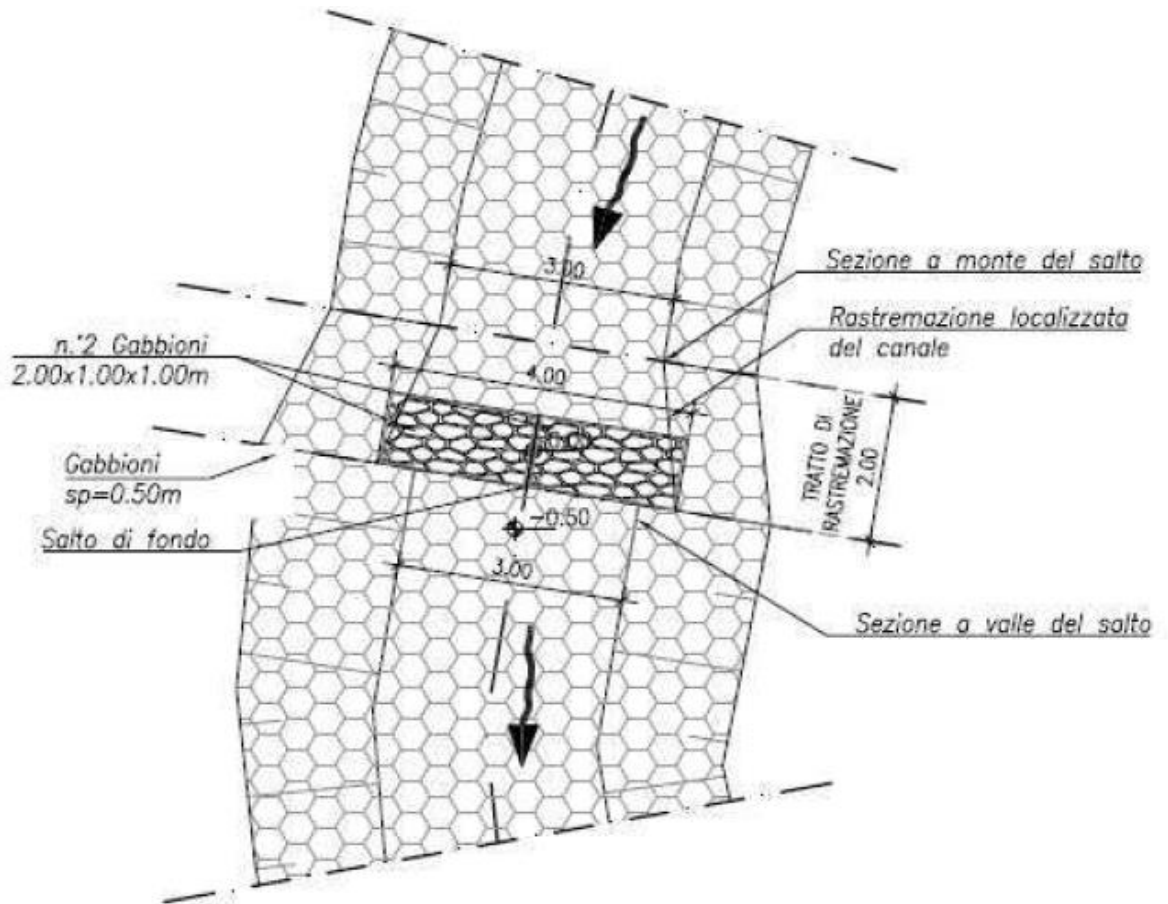 3.00
Sezione a monte del salto
Rastremazione localizzata
del canale
n.°2 Gabbioni
2.00x1.00x1.00m
4.00
TRATTO DI
RASTREMAZIONE
2.00
Gabbioni
sp=0.50m
Salto di fondo
-0.50
3.00
Sezione a valle del salto